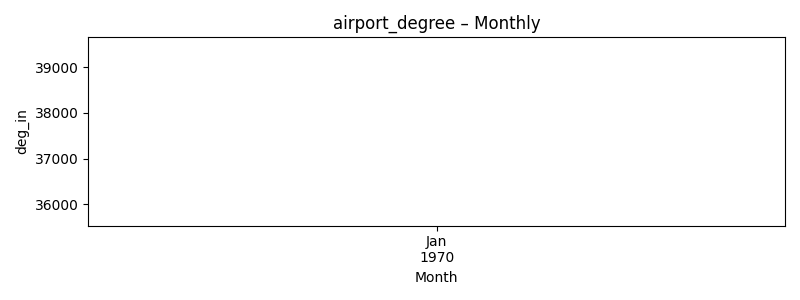 airport_degree – Monthly
39000
38000
37000
36000
deg_in
Jan
1970
Month